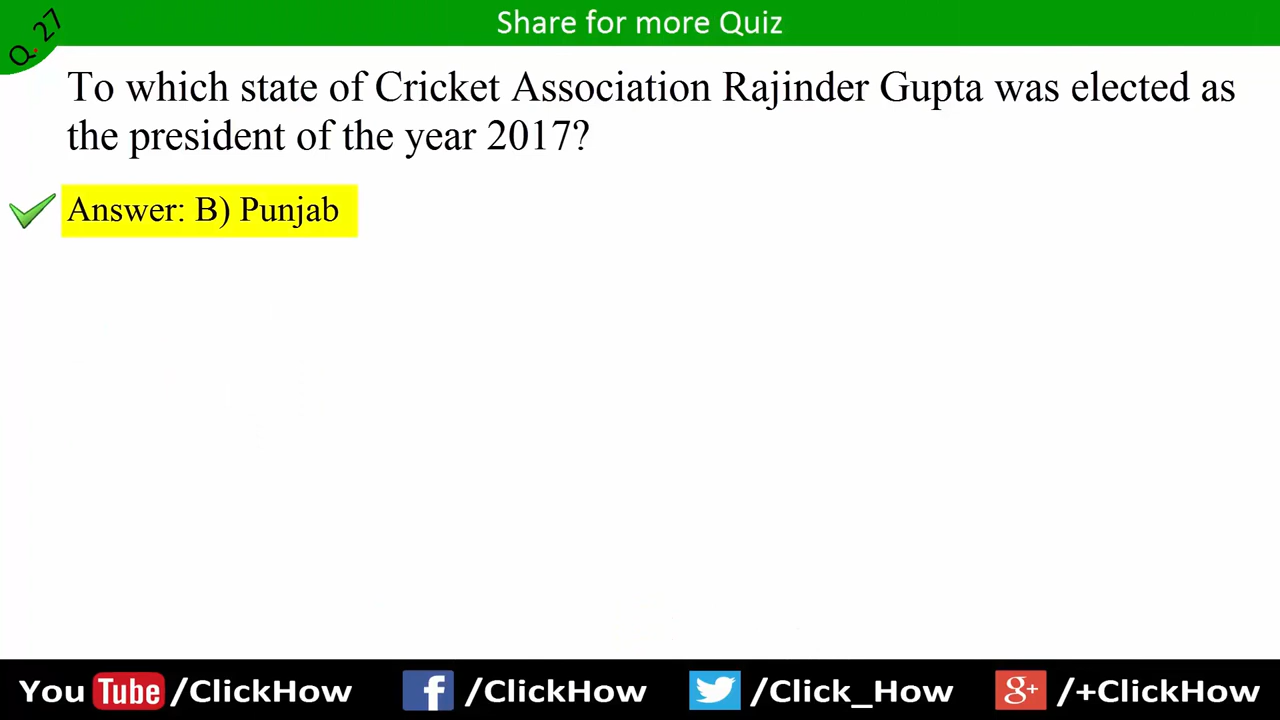 Share for more Quiz
Q. 27
To which state of Cricket Association Rajinder Gupta was elected as
the president of the year 2017?
Answer: B) Punjab
You Tube /ClickHow f /ClickHow /Click_How g+ /+ClickHow